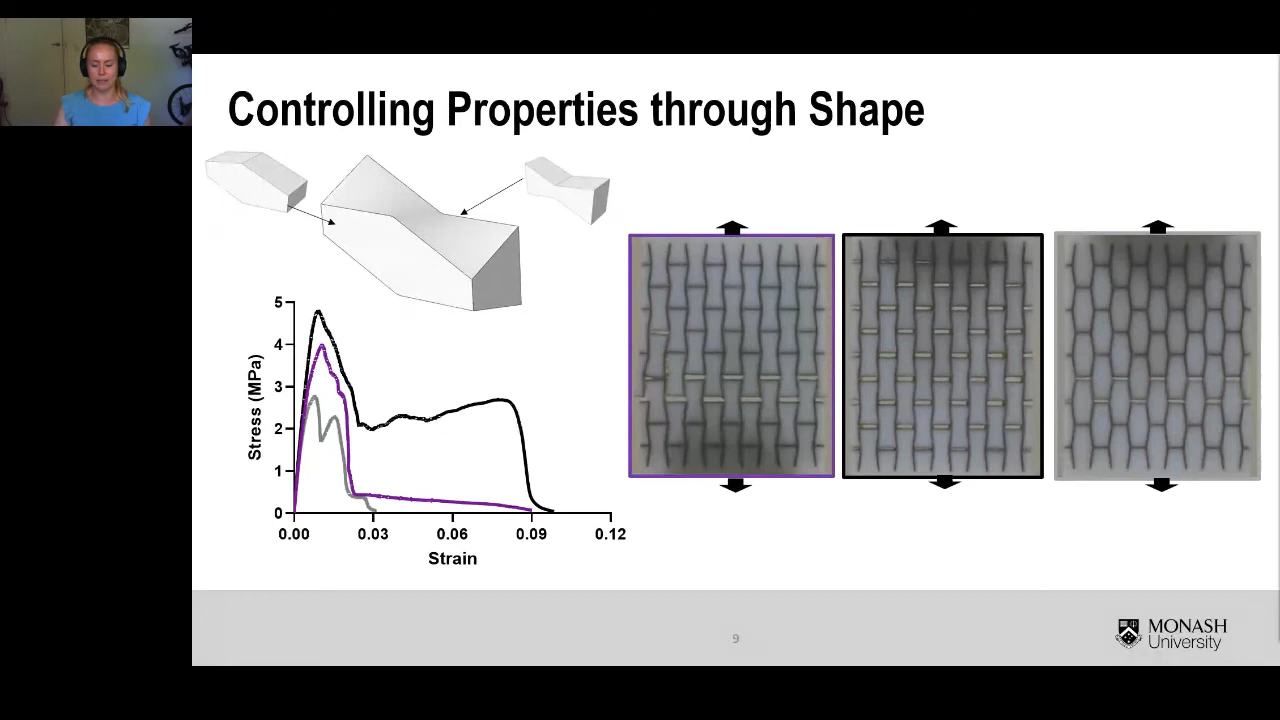 Controlling Properties through Shape
5
4
3
2
1
0
Stress (MPa)
0.00 0.03 0.06 0.09 0.12
Strain
9
MONASH
University